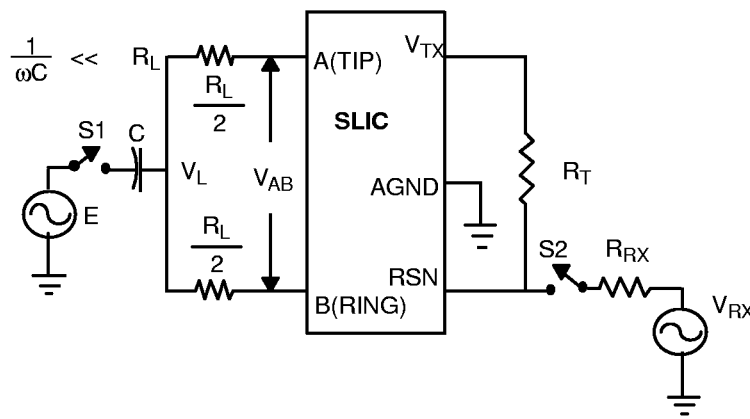 1
ωC
<< R_L
R_L
2
S1
C
V_L
E
V_AB
R_L
2
A(TIP)
V_TX
SLIC
AGND
RSN
B(RING)
R_T
S2
R_RX
V_RX